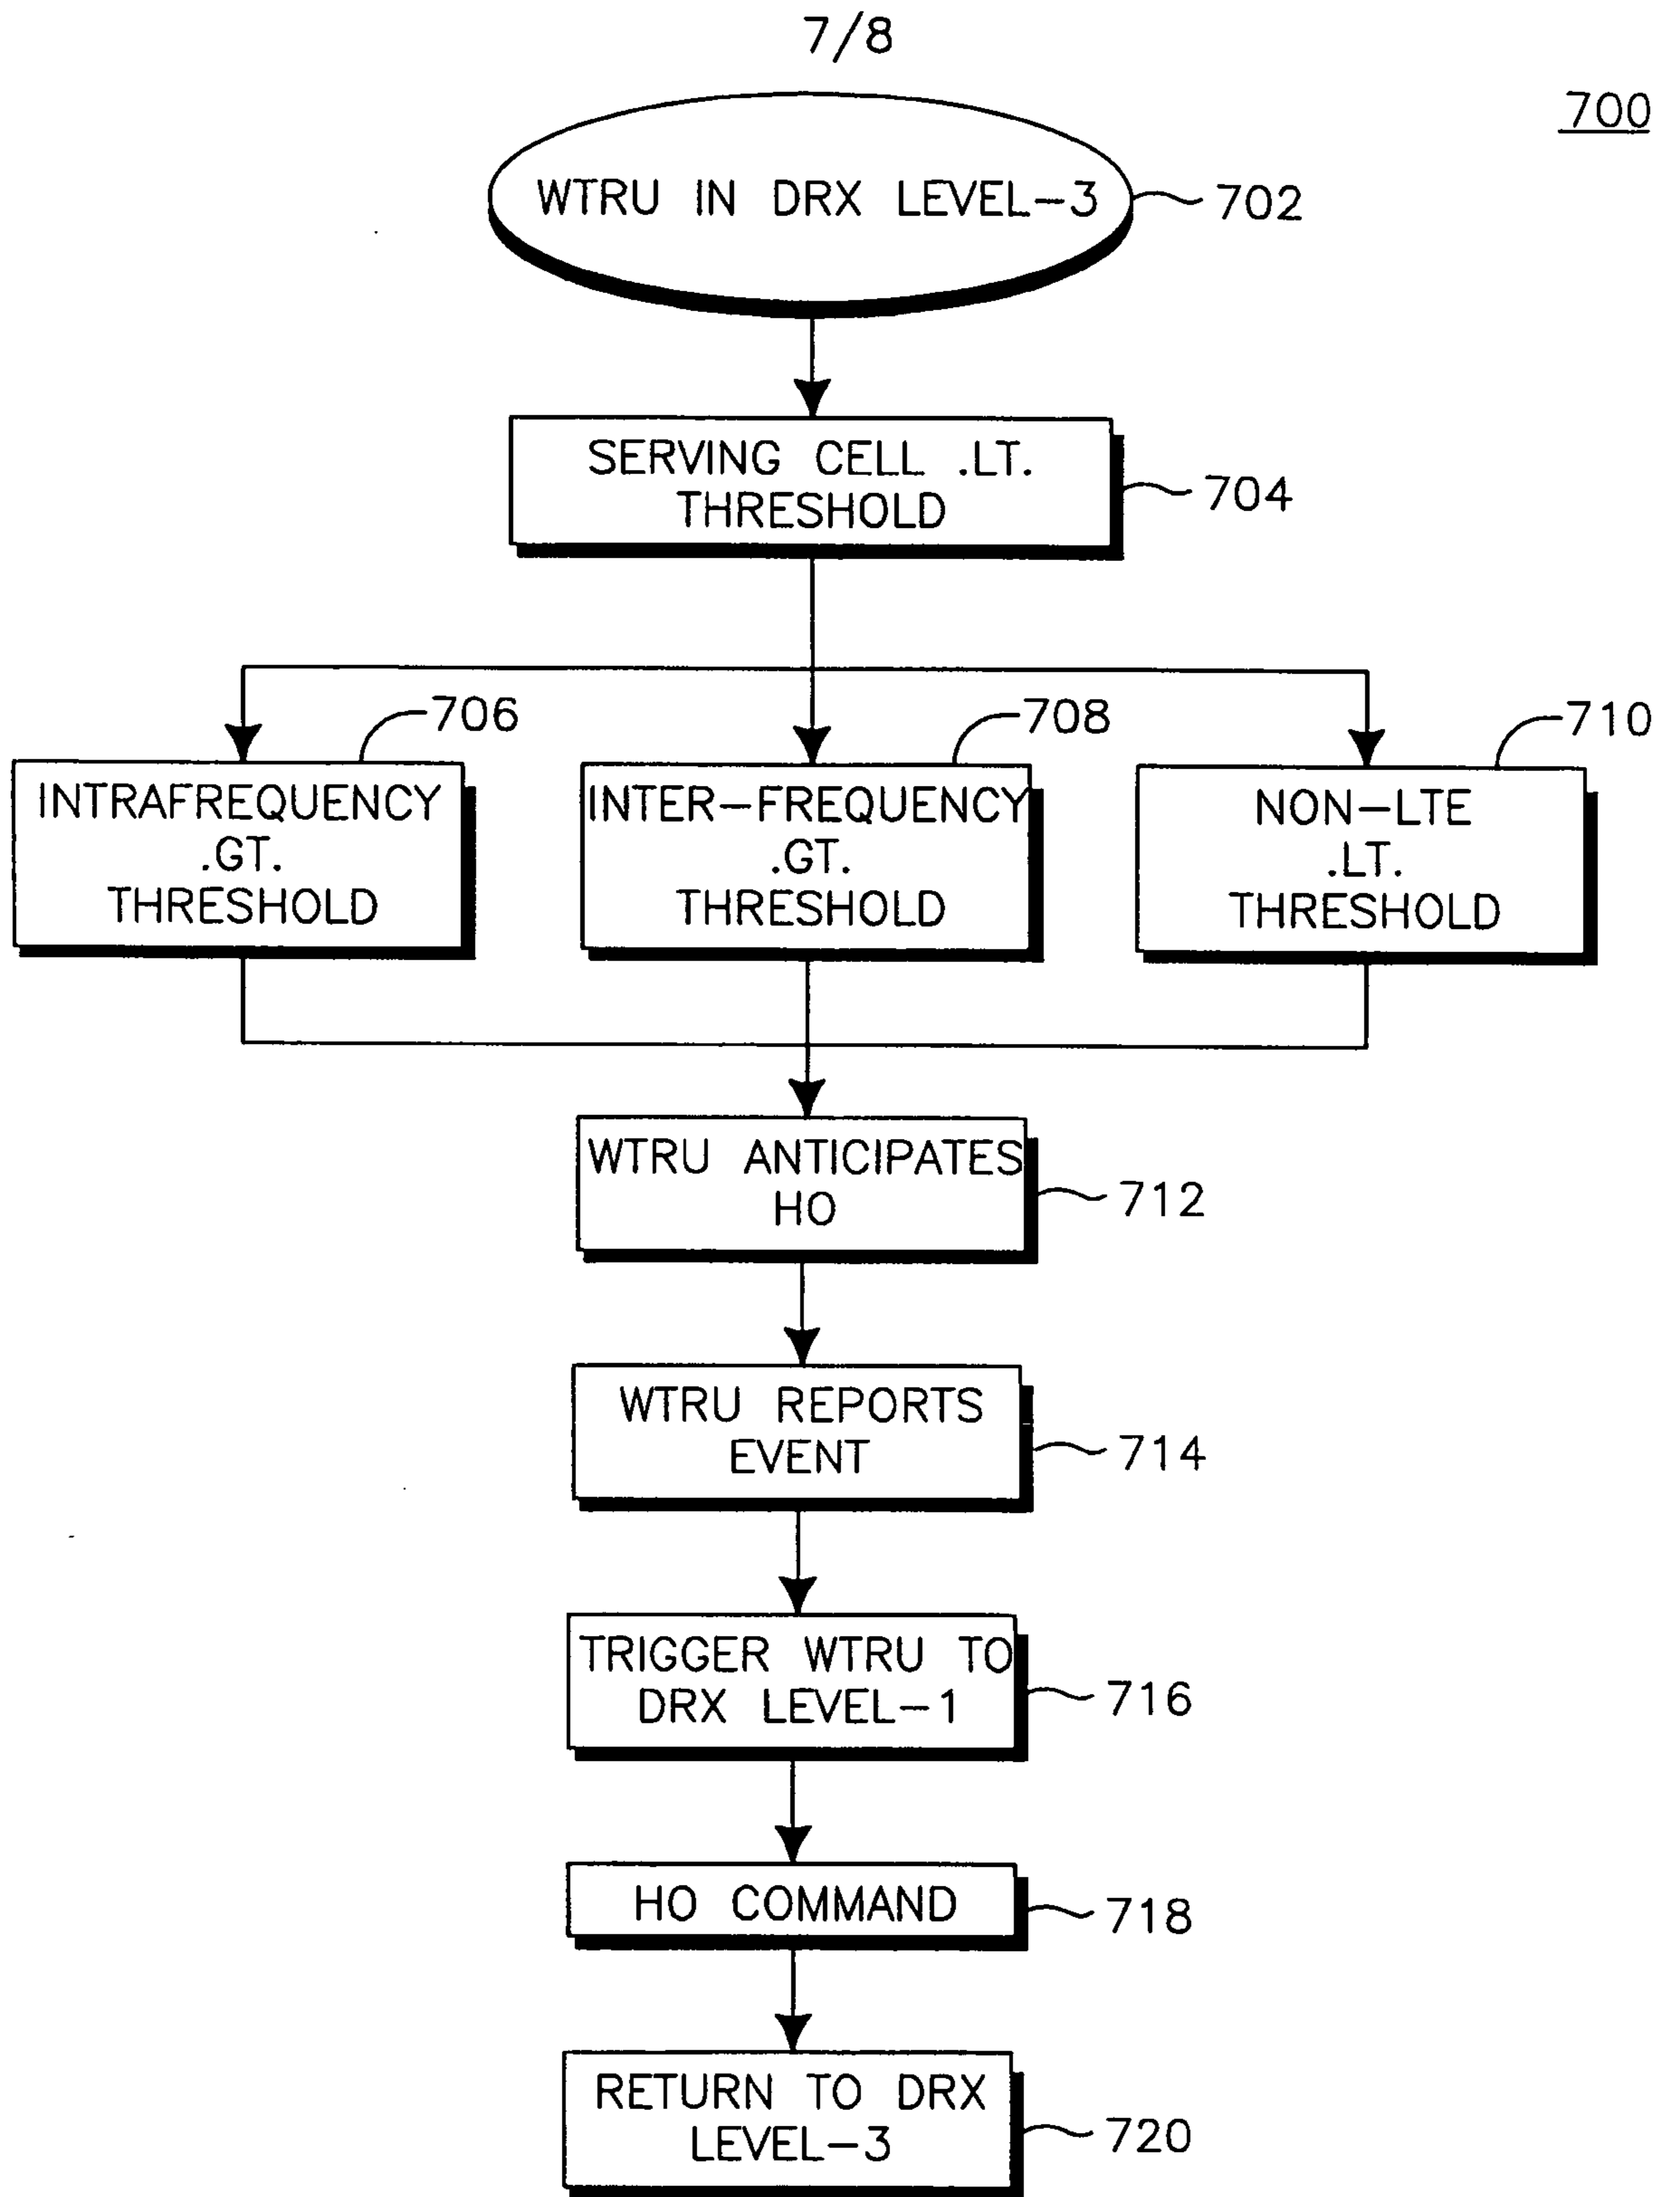 7/8
700
WTRU IN DRX LEVEL-3
702
SERVING CELL .LT.
THRESHOLD
704
706
708
710
INTRAFREQUENCY
.GT.
THRESHOLD
INTER-FREQUENCY
.GT.
THRESHOLD
NON-LTE
.LT.
THRESHOLD
WTRU ANTICIPATES
HO
712
WTRU REPORTS
EVENT
714
TRIGGER WTRU TO
DRX LEVEL-1
716
HO COMMAND
718
RETURN TO DRX
LEVEL-3
720